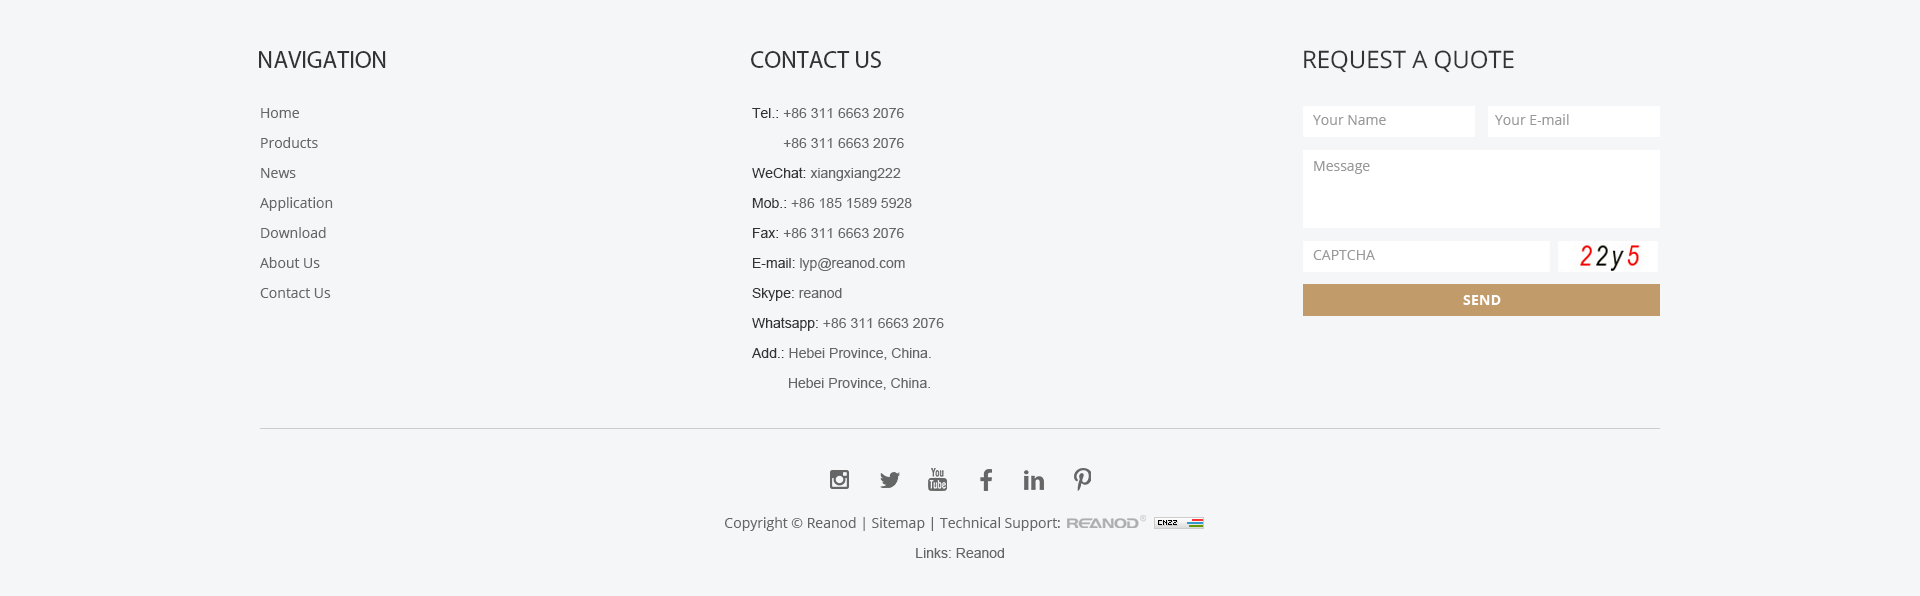 NAVIGATION
Home
Products
News
Application
Download
About Us
Contact Us
CONTACT US
Tel.: +86 311 6663 2076
+86 311 6663 2076
WeChat: xiangxiang222
Mob.: +86 185 1589 5928
Fax: +86 311 6663 2076
E-mail: lyp@reanod.com
Skype: reanod
Whatsapp: +86 311 6663 2076
Add.: Hebei Province, China.
Hebei Province, China.
REQUEST A QUOTE
Your Name Your E-mail
Message
CAPTCHA 22y5
SEND
You Tube
Copyright © Reanod | Sitemap | Technical Support: REANOD® CNZZ
Links: Reanod